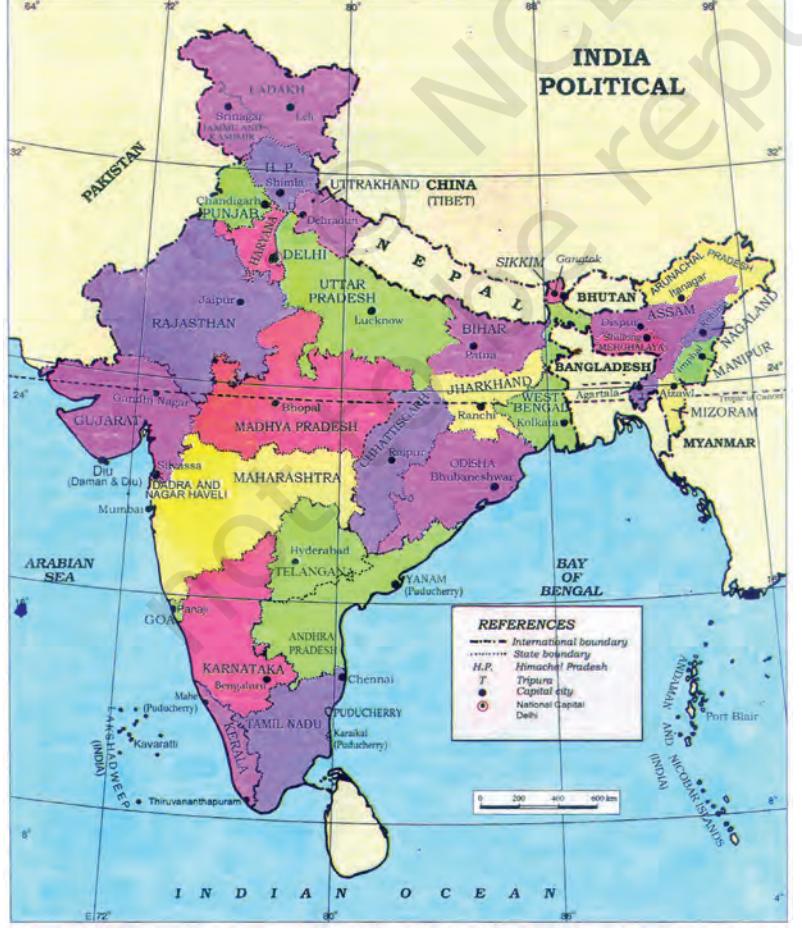 64°
72°
80°
88°
96°
INDIA
POLITICAL
© NCE
not
repu
LADAKH
Srinagar
Leh
JAMMU AND
KASHMIR
32°
32°
PAKISTAN
H. P.
Shimla
UTTRAKHAND
CHINA
(TIBET)
Chandigarh
PUNJAB
Dehradun
HARYANA
DELHI
NEPAL
SIKKIM
Gangtok
ARUNACHAL PRADESH
Itanagar
UTTAR
PRADESH
Lucknow
Jaipur
RAJASTHAN
BHUTAN
ASSAM
Dispur
NAGALAND
Kohima
Shillong
MEGHALAYA
Imphal
MANIPUR
BIHAR
Patna
BANGLADESH
24°
24°
Gandhi Nagar
GUJARAT
Bhopal
MADHYA PRADESH
JHARKHAND
Ranchi
WEST
BENGAL
Kolkata
Agartala
Aizawl
Tropic of Cancer
MIZORAM
MYANMAR
CHHATTISGARH
Raipur
ODISHA
Bhubaneshwar
Diu
(Daman & Diu)
Silvassa
DADRA AND
NAGAR HAVELI
MAHARASHTRA
Mumbai
Hyderabad
TELANGANA
ARABIAN
SEA
YANAM
(Puducherry)
BAY
OF
BENGAL
16°
GOA
Panaji
ANDHRA
PRADESH
KARNATAKA
Bengaluru
Chennai
Mahe
(Puducherry)
TAMIL NADU
PUDUCHERRY
Karaikal
(Puducherry)
KERALA
LAKSHADWEEP
(INDIA)
Kavaratti
Thiruvananthapuram
REFERENCES
International boundary
State boundary
H.P. Himachal Pradesh
T Tripura
Capital city
National Capital
Delhi
ANDAMAN AND NICOBAR ISLANDS
(INDIA)
Port Blair
0 200 400 600 km
8°
8°
INDIAN OCEAN
E. 72°
80°
88°
4°